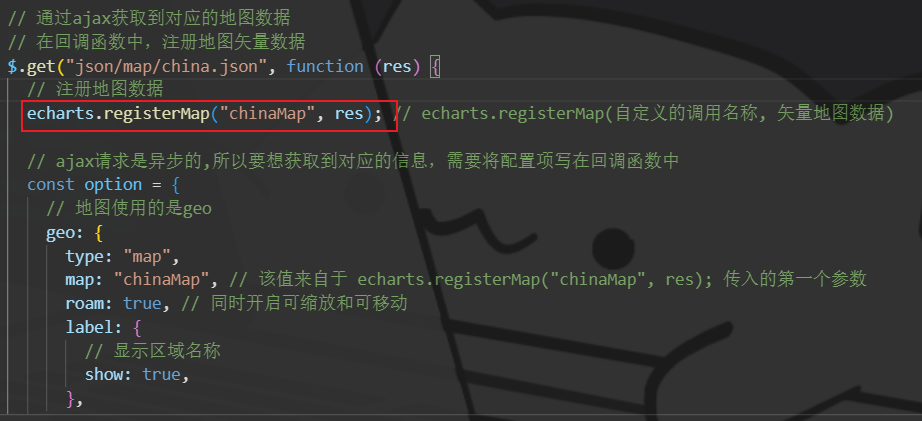 // 通过ajax获取到对应的地图数据
// 在回调函数中，注册地图矢量数据
$.get("json/map/china.json", function (res) {
// 注册地图数据
echarts.registerMap("chinaMap", res); // echarts.registerMap(自定义的调用名称, 矢量地图数据)
// ajax请求是异步的,所以要想获取到对应的信息，需要将配置项写在回调函数中
const option = {
// 地图使用的是geo
geo: {
type: "map",
map: "chinaMap", // 该值来自于 echarts.registerMap("chinaMap", res); 传入的第一个参数
roam: true, // 同时开启可缩放和可移动
label: {
// 显示区域名称
show: true,
},